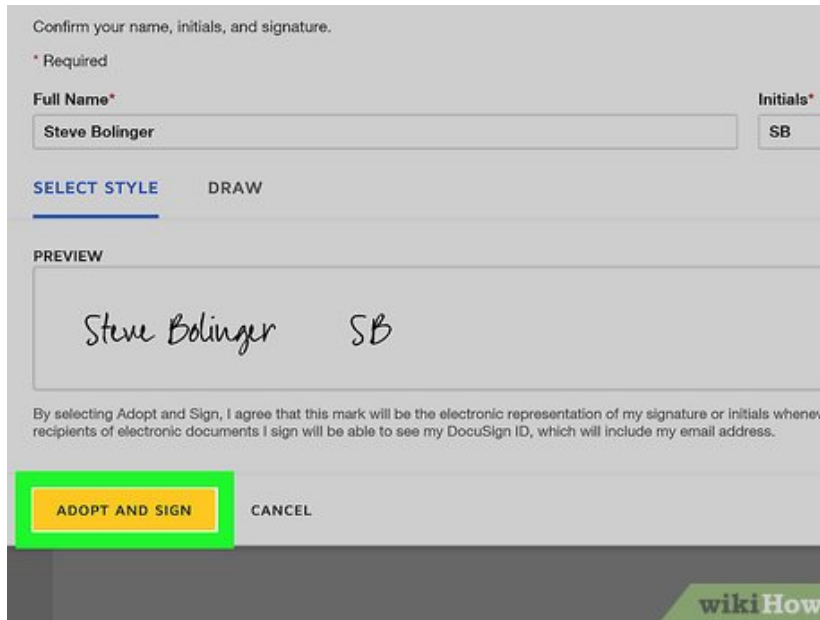 Confirm your name, initials, and signature.
* Required
Full Name* Initials*
Steve Bolinger SB
SELECT STYLE DRAW
PREVIEW
Steve Bolinger SB
By selecting Adopt and Sign, I agree that this mark will be the electronic representation of my signature or initials
recipients of electronic documents I sign will be able to see my DocuSign ID, which will include my email address.
ADOPT AND SIGN CANCEL
wikiHow